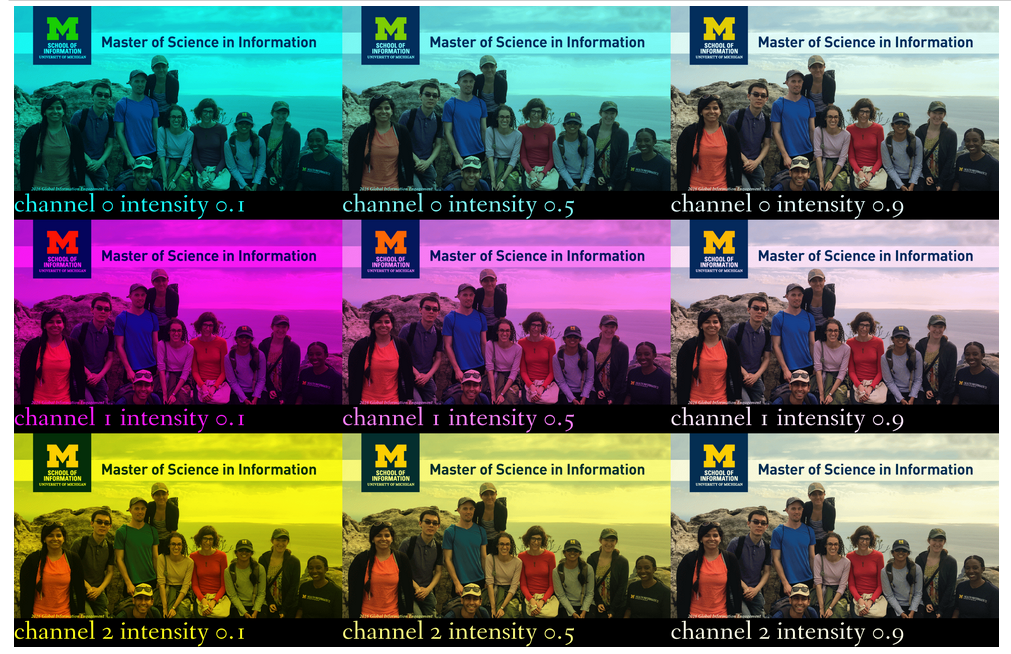 M M M
SCHOOL OF SCHOOL OF SCHOOL OF
INFORMATION Master of Science in Information INFORMATION Master of Science in Information INFORMATION Master of Science in Information
UNIVERSITY OF MICHIGAN UNIVERSITY OF MICHIGAN UNIVERSITY OF MICHIGAN
channel 0 intensity 0.1 channel 0 intensity 0.5 channel 0 intensity 0.9
M M M
SCHOOL OF SCHOOL OF SCHOOL OF
INFORMATION Master of Science in Information INFORMATION Master of Science in Information INFORMATION Master of Science in Information
UNIVERSITY OF MICHIGAN UNIVERSITY OF MICHIGAN UNIVERSITY OF MICHIGAN
channel 1 intensity 0.1 channel 1 intensity 0.5 channel 1 intensity 0.9
M M M
SCHOOL OF SCHOOL OF SCHOOL OF
INFORMATION Master of Science in Information INFORMATION Master of Science in Information INFORMATION Master of Science in Information
UNIVERSITY OF MICHIGAN UNIVERSITY OF MICHIGAN UNIVERSITY OF MICHIGAN
channel 2 intensity 0.1 channel 2 intensity 0.5 channel 2 intensity 0.9